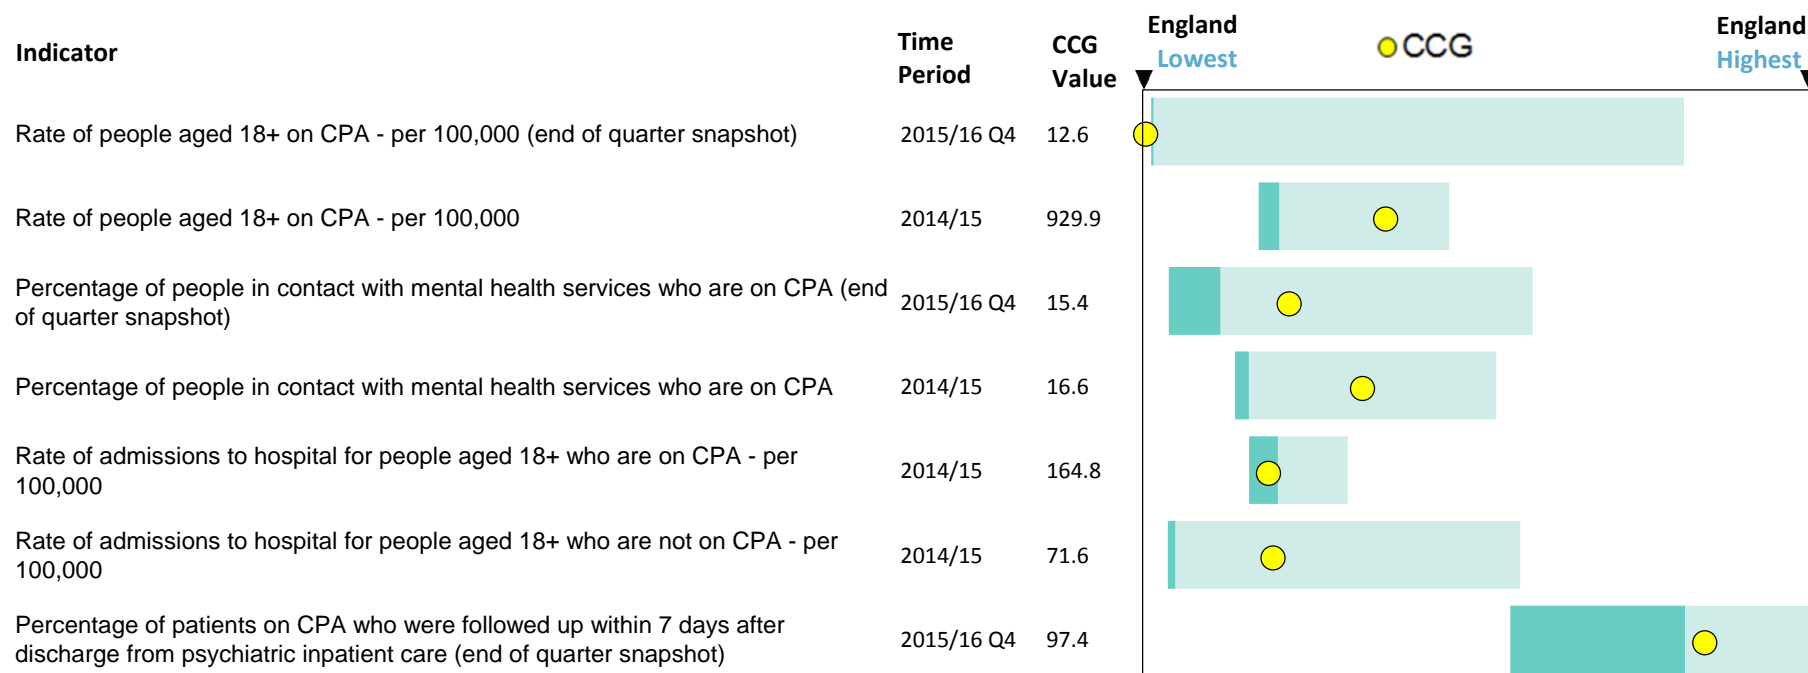 Indicator
Time Period
CCG Value
England Lowest
CCG
England Highest
Rate of people aged 18+ on CPA - per 100,000 (end of quarter snapshot) 2015/16 Q4 12.6
Rate of people aged 18+ on CPA - per 100,000 2014/15 929.9
Percentage of people in contact with mental health services who are on CPA (end
of quarter snapshot) 2015/16 Q4 15.4
Percentage of people in contact with mental health services who are on CPA 2014/15 16.6
Rate of admissions to hospital for people aged 18+ who are on CPA - per
100,000 2014/15 164.8
Rate of admissions to hospital for people aged 18+ who are not on CPA - per
100,000 2014/15 71.6
Percentage of patients on CPA who were followed up within 7 days after
discharge from psychiatric inpatient care (end of quarter snapshot) 2015/16 Q4 97.4